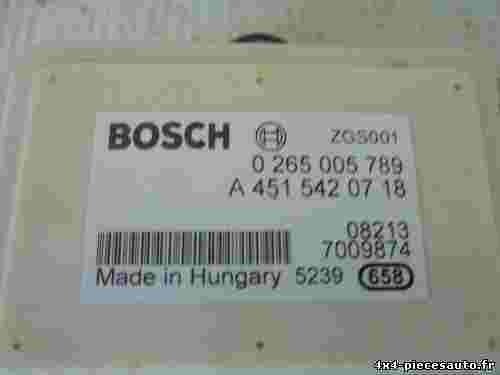 BOSCH ZGS001
0 265 005 789
A 451 542 07 18
08213
7009874
Made in Hungary 5239 658
4x4-piecesauto.fr